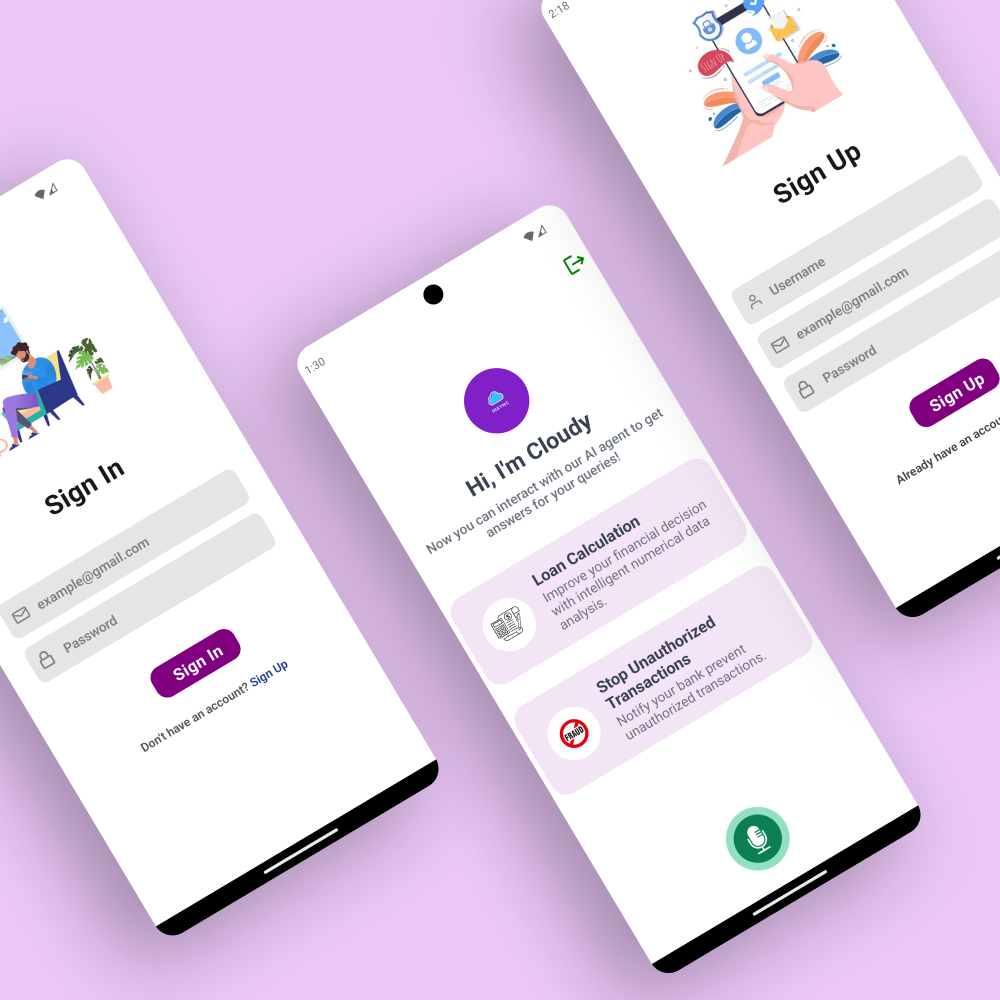 Sign In
example@gmail.com
Password
Sign In
Don't have an account? Sign Up
1:30
INSYNC
Hi, I'm Cloudy
Now you can interact with our AI agent to get
answers for your queries!
Loan Calculation
Improve your financial decision
with intelligent numerical data
analysis.
Stop Unauthorized
Transactions
FRAUD
Notify your bank prevent
unauthorized transactions.
2:18
SIGN UP
Sign Up
Username
example@gmail.com
Password
Sign Up
Already have an